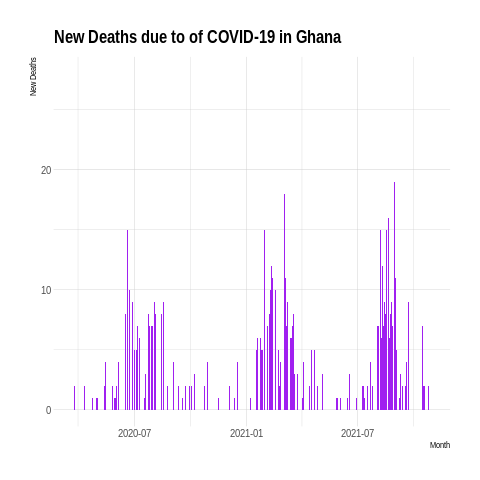 New Deaths due to of COVID-19 in Ghana
New Deaths
20
10
0
2020-07
2021-01
2021-07
Month